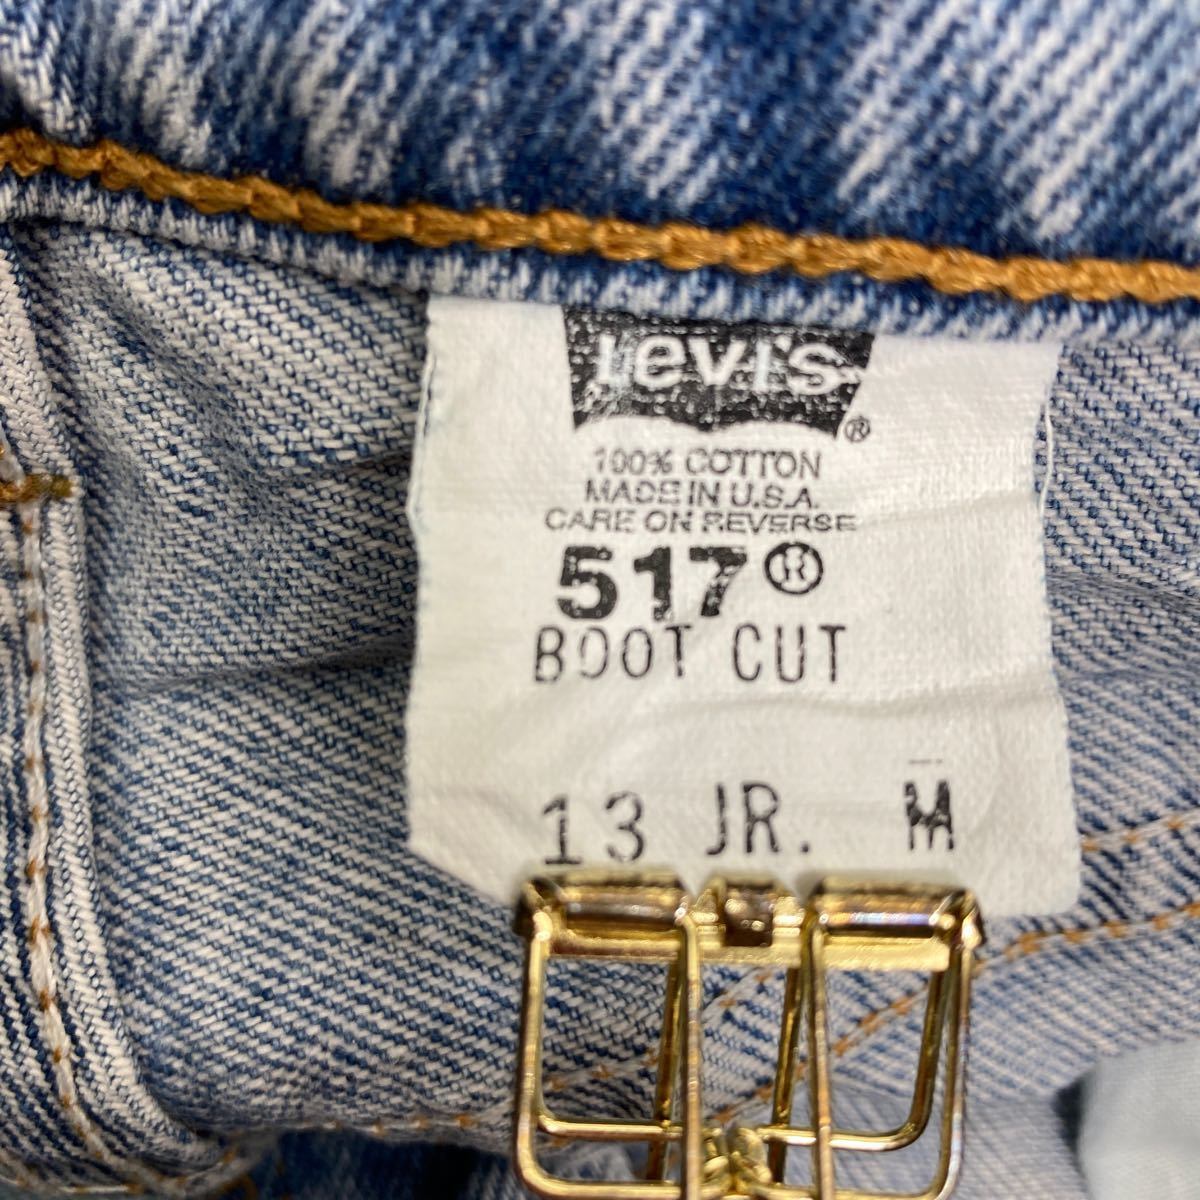 Levi's ®
100% COTTON
MADE IN U.S.A.
CARE ON REVERSE
517®
BOOT CUT
13 JR. M